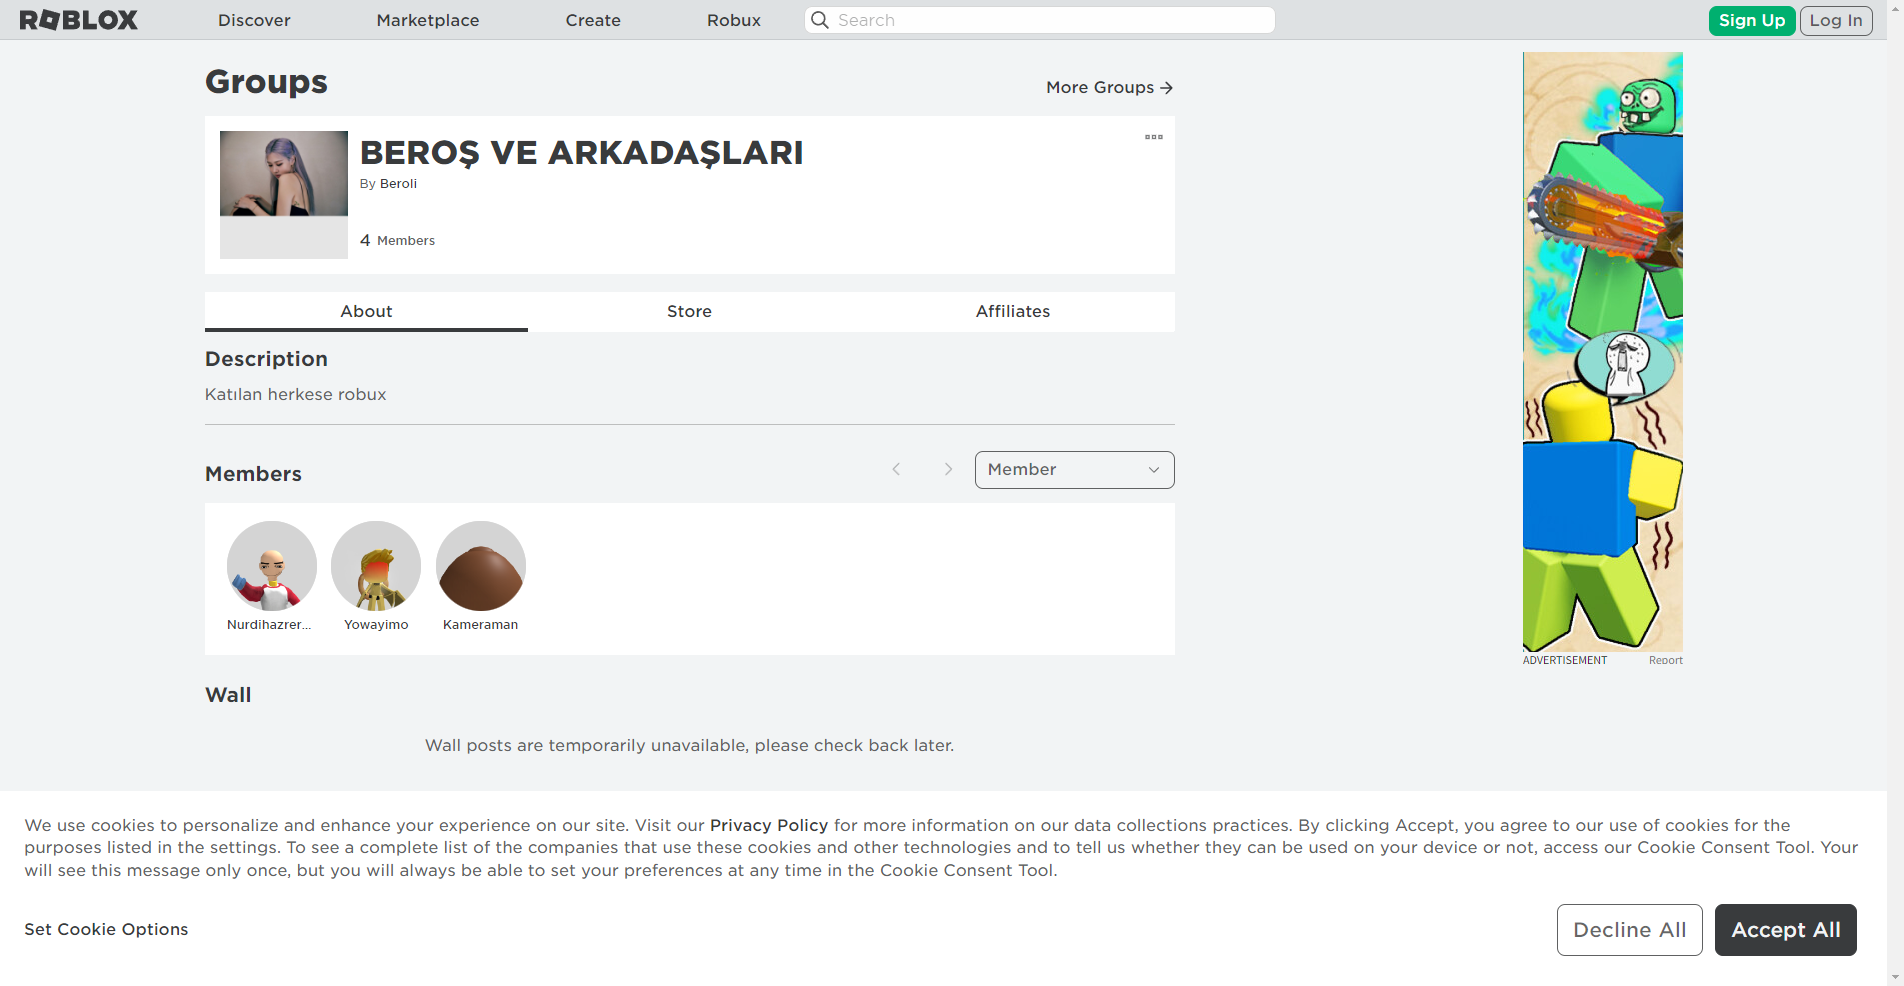 ROBLOX
Discover
Marketplace
Create
Robux
Search
Sign Up
Log In
Groups
More Groups
BEROŞ VE ARKADAŞLARI
By Beroli
4 Members
About
Store
Affiliates
Description
Katılan herkese robux
Members
Member
Nurdihazrer...
Yowayimo
Kameraman
ADVERTISEMENT
Report
Wall
Wall posts are temporarily unavailable, please check back later.
We use cookies to personalize and enhance your experience on our site. Visit our Privacy Policy for more information on our data collections practices. By clicking Accept, you agree to our use of cookies for the
purposes listed in the settings. To see a complete list of the companies that use these cookies and other technologies and to tell us whether they can be used on your device or not, access our Cookie Consent Tool. Your
will see this message only once, but you will always be able to set your preferences at any time in the Cookie Consent Tool.
Set Cookie Options
Decline All
Accept All